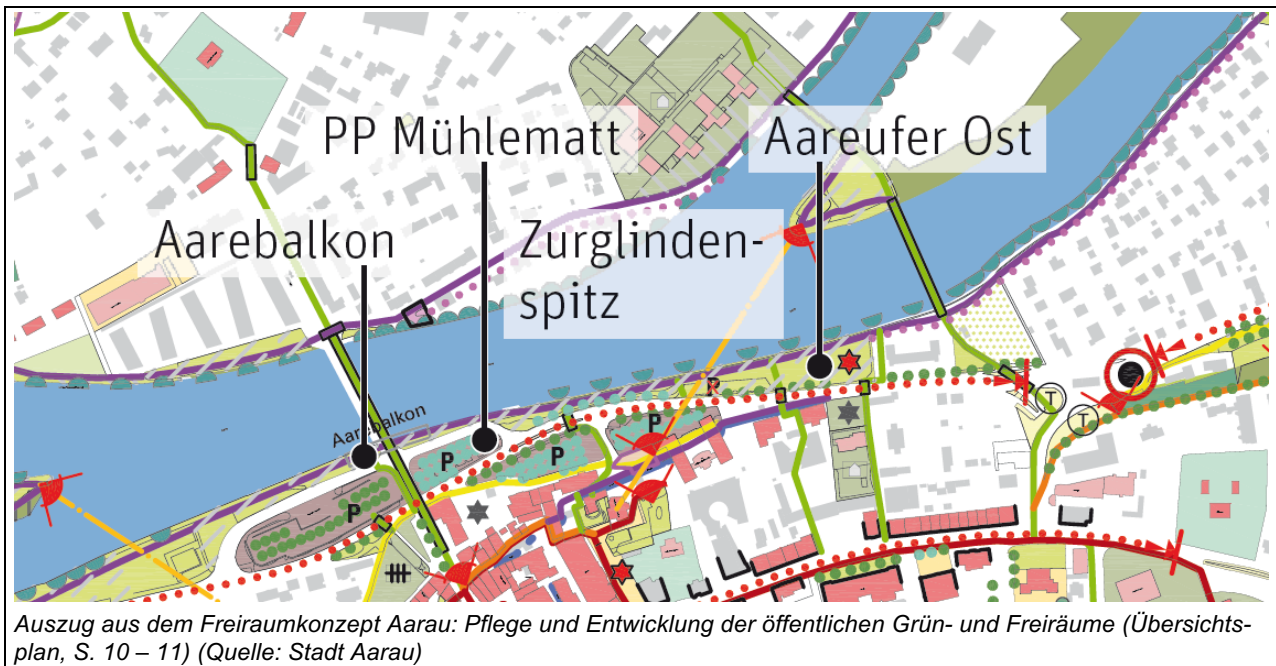 PP Mühlematt
Aareufer Ost
Aarebalkon
Zurglinden-
spitz
Aarebalkon
P
P
P
P
P
T
T
Auszug aus dem Freiraumkonzept Aarau: Pflege und Entwicklung der öffentlichen Grün- und Freiräume (Übersichts-
plan, S. 10 – 11) (Quelle: Stadt Aarau)